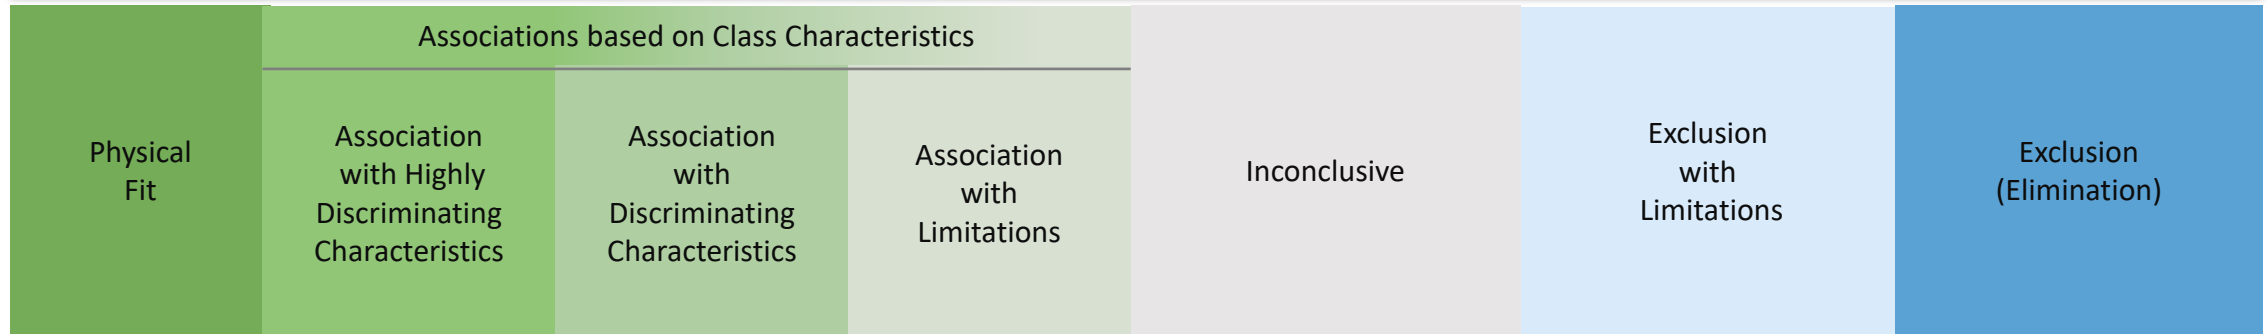 Associations based on Class Characteristics
Physical
Fit
Association
with Highly
Discriminating
Characteristics
Association
with
Discriminating
Characteristics
Association
with
Limitations
Inconclusive
Exclusion
with
Limitations
Exclusion
(Elimination)